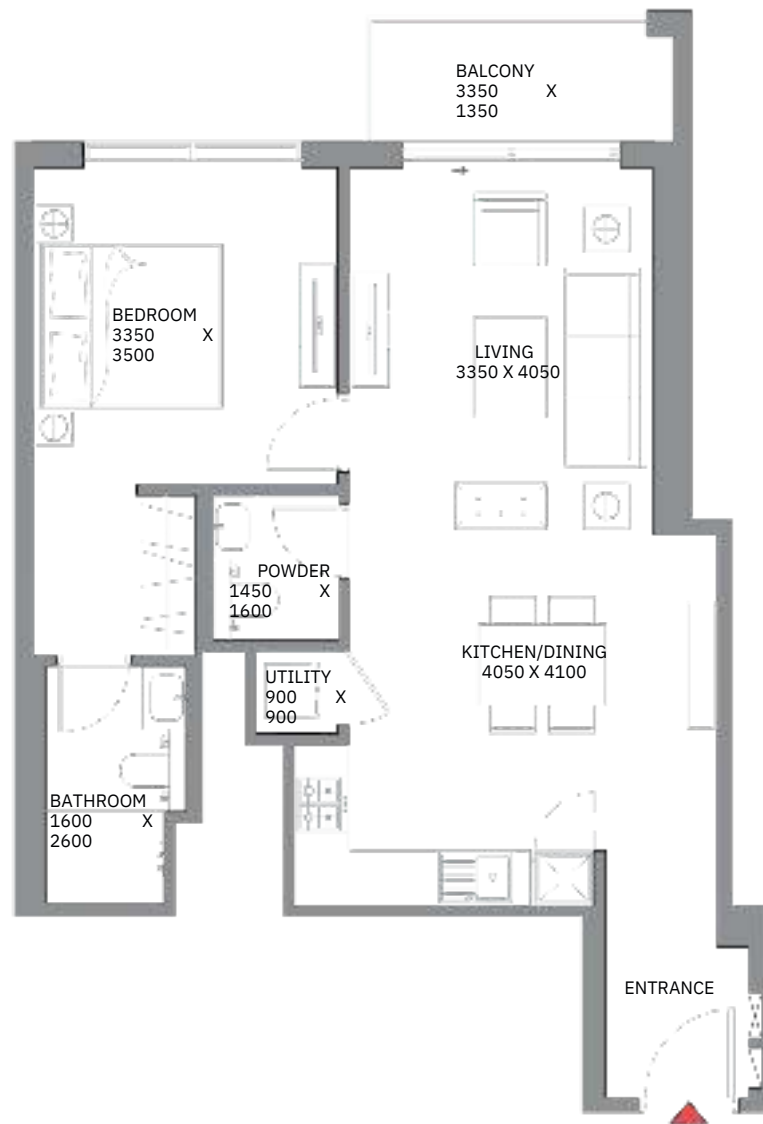 BALCONY
3350 X
1350
BEDROOM
3350 X
3500
LIVING
3350 X 4050
POWDER
1450 X
1600
KITCHEN/DINING
4050 X 4100
UTILITY
900 X
900
BATHROOM
1600 X
2600
ENTRANCE